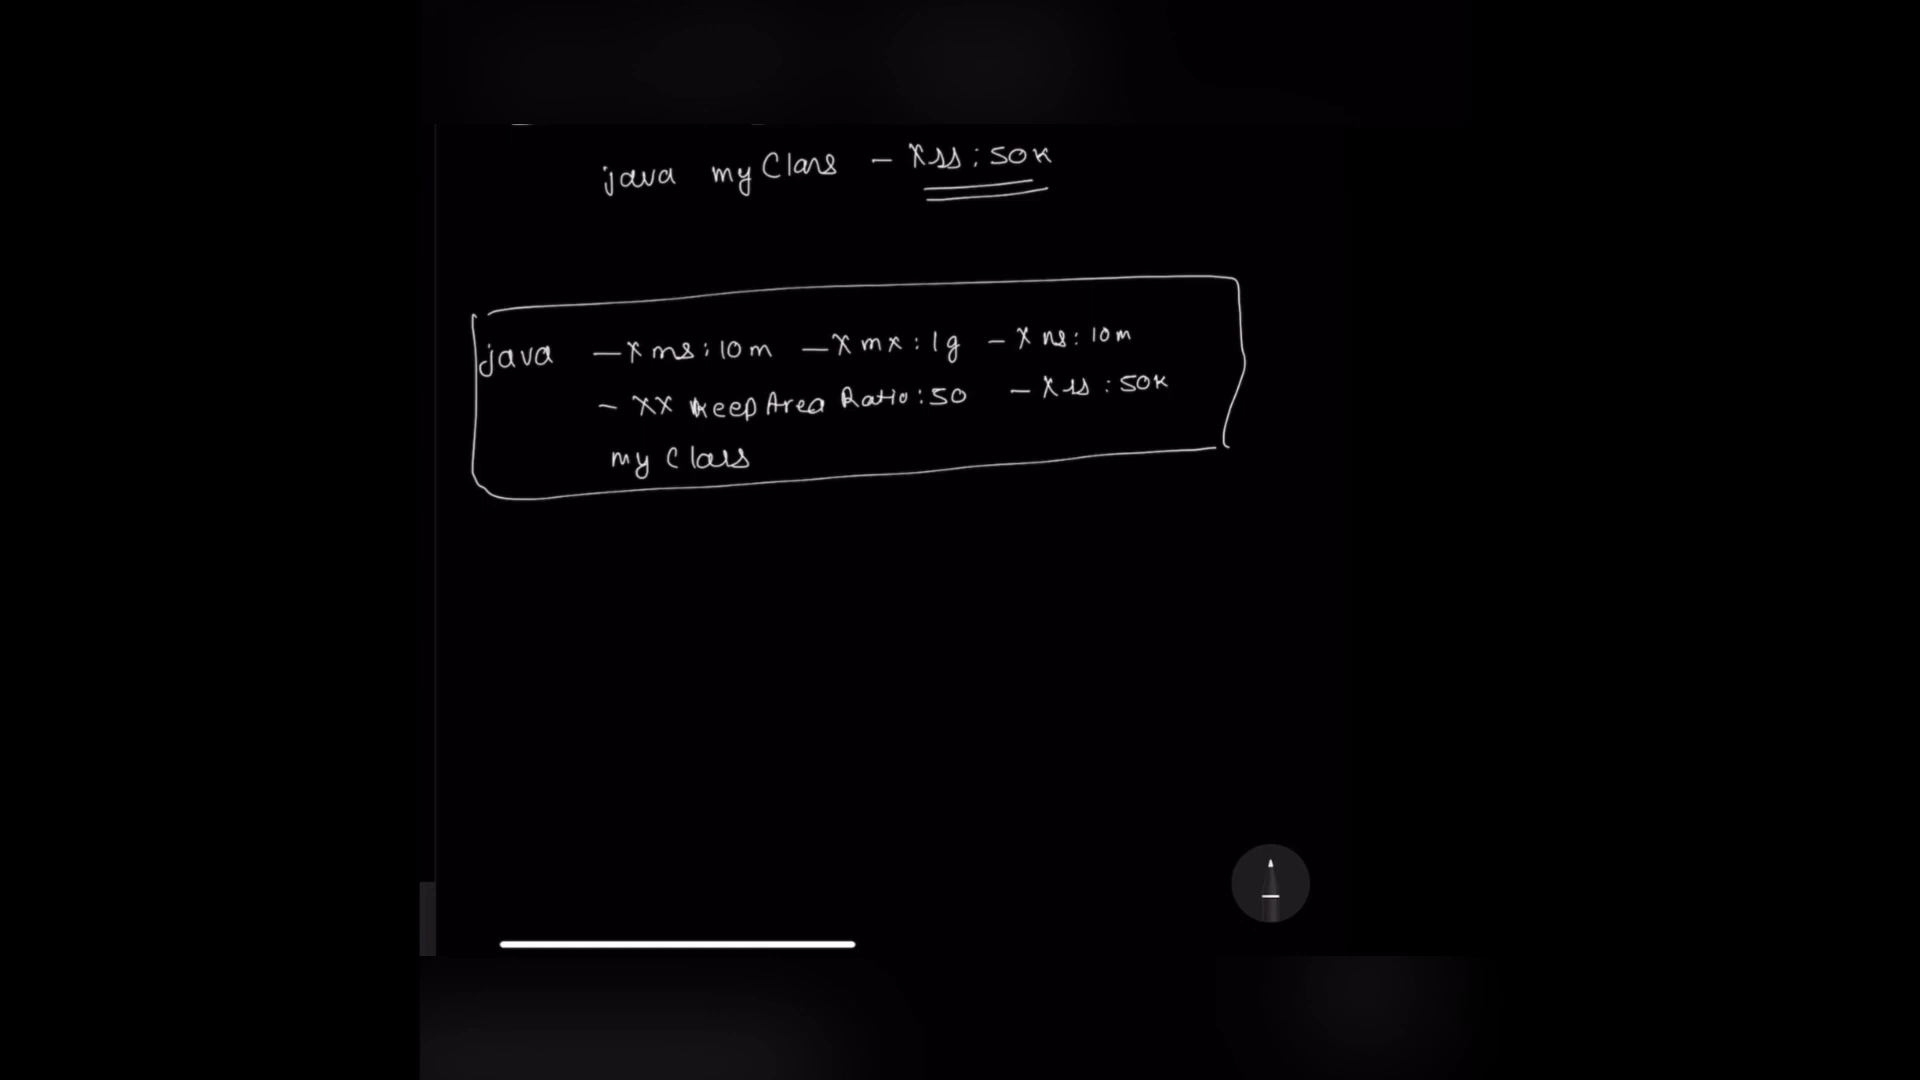 java myClass - Xss : 50K
java - Xms : 10m - Xmx : 1g - Xns : 10m
- XX KeepAreaRatio : 50 - Xss : 50K
myClass